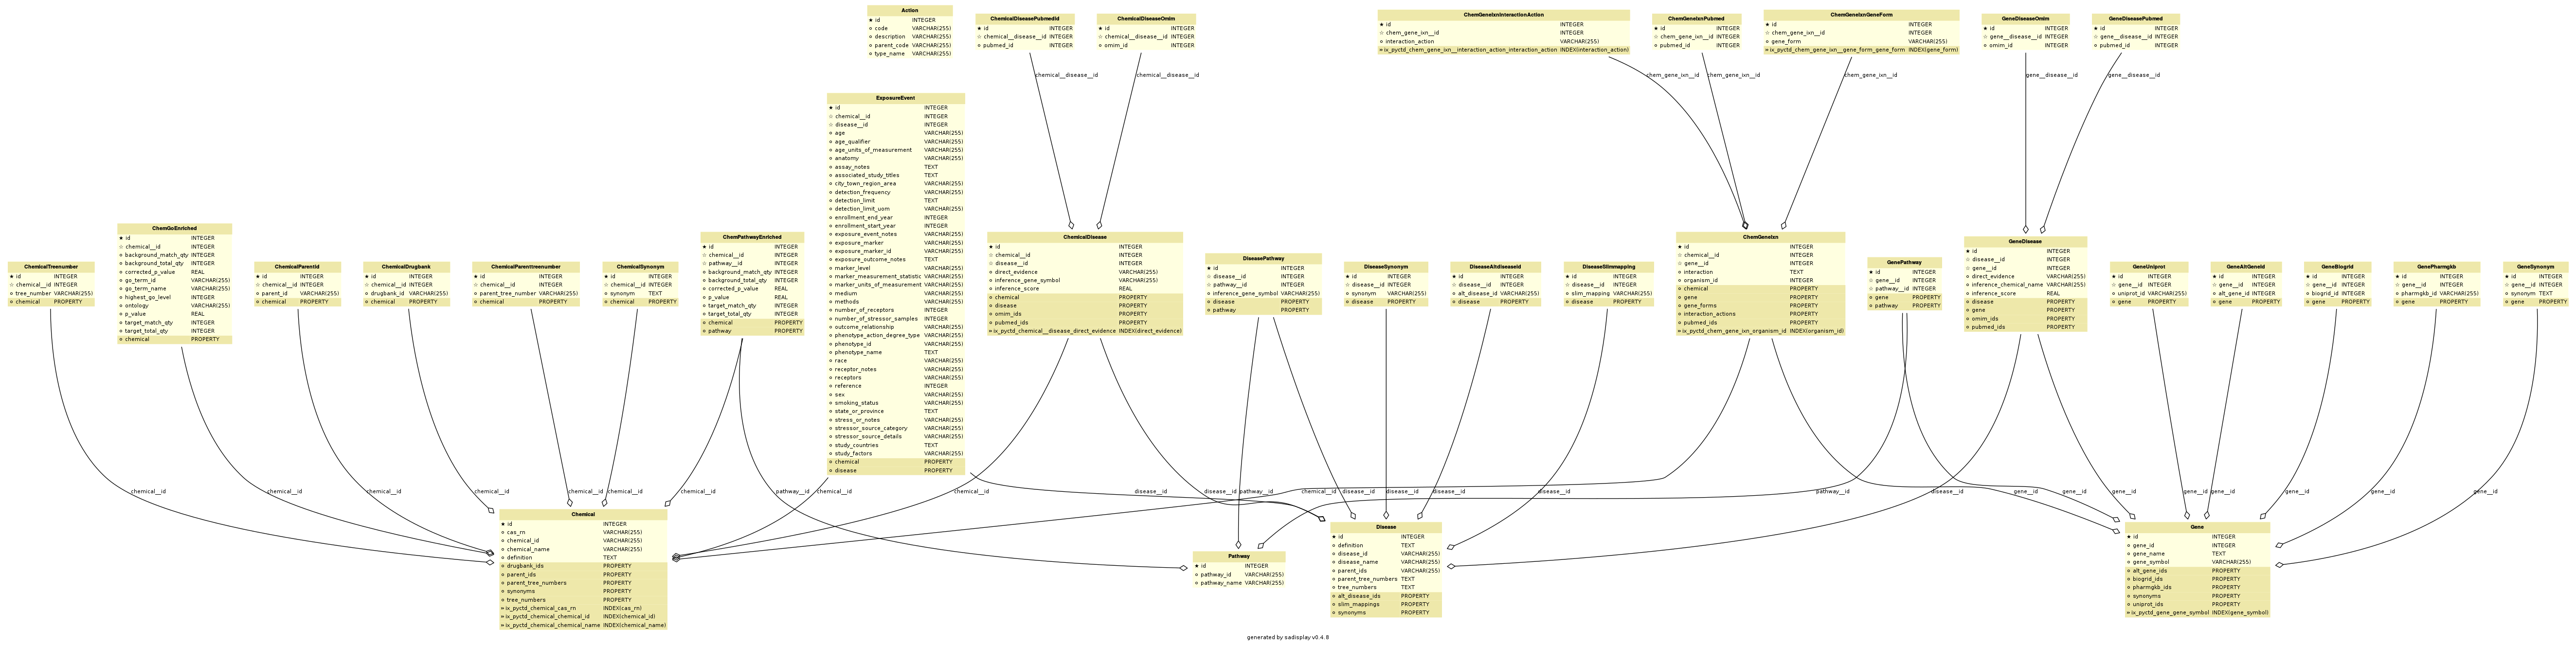 Action
★ id INTEGER
code VARCHAR(255)
description VARCHAR(255)
parent_code VARCHAR(255)
type_name VARCHAR(255)
ChemicalDiseasePubmedId
★ id INTEGER
☆ chemical__disease__id INTEGER
pubmed_id INTEGER
ChemicalDiseaseOmim
★ id INTEGER
☆ chemical__disease__id INTEGER
omim_id INTEGER
ChemGeneIxnInteractionAction
★ id INTEGER
☆ chem_gene_ixn__id INTEGER
interaction_action VARCHAR(255)
» ix_pyctd_chem_gene_ixn__interaction_action_interaction_action INDEX(interaction_action)
ChemGeneIxnPubmed
★ id INTEGER
☆ chem_gene_ixn__id INTEGER
pubmed_id INTEGER
ChemGeneIxnGeneForm
★ id INTEGER
☆ chem_gene_ixn__id INTEGER
gene_form VARCHAR(255)
» ix_pyctd_chem_gene_ixn__gene_form_gene_form INDEX(gene_form)
GeneDiseaseOmim
★ id INTEGER
☆ gene__disease__id INTEGER
omim_id INTEGER
GeneDiseasePubmed
★ id INTEGER
☆ gene__disease__id INTEGER
pubmed_id INTEGER
chemical__disease__id
chemical__disease__id
chem_gene_ixn__id
chem_gene_ixn__id
chem_gene_ixn__id
gene__disease__id
gene__disease__id
ChemicalTreenumber
★ id INTEGER
☆ chemical__id INTEGER
tree_number VARCHAR(255)
chemical PROPERTY
ChemGoEnriched
★ id INTEGER
☆ chemical__id INTEGER
background_match_qty INTEGER
background_total_qty INTEGER
corrected_p_value REAL
go_term_id VARCHAR(255)
go_term_name VARCHAR(255)
highest_go_level INTEGER
ontology VARCHAR(255)
p_value REAL
target_match_qty INTEGER
target_total_qty INTEGER
chemical PROPERTY
ChemicalParentid
★ id INTEGER
☆ chemical__id INTEGER
parent_id VARCHAR(255)
chemical PROPERTY
ChemicalDrugbank
★ id INTEGER
☆ chemical__id INTEGER
drugbank_id VARCHAR(255)
chemical PROPERTY
ChemicalParenttreenumber
★ id INTEGER
☆ chemical__id INTEGER
parent_tree_number VARCHAR(255)
chemical PROPERTY
ChemicalSynonym
★ id INTEGER
☆ chemical__id INTEGER
synonym TEXT
chemical PROPERTY
ChemPathwayEnriched
★ id INTEGER
☆ chemical__id INTEGER
☆ pathway__id INTEGER
background_match_qty INTEGER
background_total_qty INTEGER
corrected_p_value REAL
p_value REAL
target_match_qty INTEGER
target_total_qty INTEGER
chemical PROPERTY
pathway PROPERTY
ExposureEvent
★ id INTEGER
☆ chemical__id INTEGER
☆ disease__id INTEGER
age VARCHAR(255)
age_qualifier VARCHAR(255)
age_units_of_measurement VARCHAR(255)
anatomy VARCHAR(255)
assay_notes TEXT
associated_study_titles TEXT
city_town_region_area VARCHAR(255)
detection_frequency VARCHAR(255)
detection_limit TEXT
detection_limit_uom VARCHAR(255)
enrollment_end_year INTEGER
enrollment_start_year INTEGER
exposure_event_notes VARCHAR(255)
exposure_marker VARCHAR(255)
exposure_marker_id VARCHAR(255)
exposure_outcome_notes TEXT
marker_level VARCHAR(255)
marker_measurement_statistic VARCHAR(255)
marker_units_of_measurement VARCHAR(255)
medium VARCHAR(255)
methods VARCHAR(255)
number_of_receptors INTEGER
number_of_stressor_samples INTEGER
outcome_relationship VARCHAR(255)
phenotype_action_degree_type VARCHAR(255)
phenotype_id VARCHAR(255)
phenotype_name TEXT
race VARCHAR(255)
receptor_notes VARCHAR(255)
receptors VARCHAR(255)
reference INTEGER
sex VARCHAR(255)
smoking_status VARCHAR(255)
state_or_province TEXT
stress_or_notes VARCHAR(255)
stressor_source_category VARCHAR(255)
stressor_source_details VARCHAR(255)
study_countries TEXT
study_factors VARCHAR(255)
chemical PROPERTY
disease PROPERTY
ChemicalDisease
★ id INTEGER
☆ chemical__id INTEGER
☆ disease__id INTEGER
direct_evidence VARCHAR(255)
inference_gene_symbol VARCHAR(255)
inference_score REAL
chemical PROPERTY
disease PROPERTY
omim_ids PROPERTY
pubmed_ids PROPERTY
» ix_pyctd_chemical__disease_direct_evidence INDEX(direct_evidence)
DiseasePathway
★ id INTEGER
☆ disease__id INTEGER
☆ pathway__id INTEGER
inference_gene_symbol VARCHAR(255)
disease PROPERTY
pathway PROPERTY
DiseaseSynonym
★ id INTEGER
☆ disease__id INTEGER
synonym VARCHAR(255)
disease PROPERTY
DiseaseAltdiseaseid
★ id INTEGER
☆ disease__id INTEGER
alt_disease_id VARCHAR(255)
disease PROPERTY
DiseaseSlimmapping
★ id INTEGER
☆ disease__id INTEGER
slim_mapping VARCHAR(255)
disease PROPERTY
ChemGeneIxn
★ id INTEGER
☆ chemical__id INTEGER
☆ gene__id INTEGER
interaction TEXT
organism_id INTEGER
chemical PROPERTY
gene PROPERTY
gene_forms PROPERTY
interaction_actions PROPERTY
pubmed_ids PROPERTY
» ix_pyctd_chem_gene_ixn_organism_id INDEX(organism_id)
GenePathway
★ id INTEGER
☆ gene__id INTEGER
☆ pathway__id INTEGER
gene PROPERTY
pathway PROPERTY
GeneDisease
★ id INTEGER
☆ disease__id INTEGER
☆ gene__id INTEGER
direct_evidence VARCHAR(255)
inference_chemical_name VARCHAR(255)
inference_score REAL
disease PROPERTY
gene PROPERTY
omim_ids PROPERTY
pubmed_ids PROPERTY
GeneUniprot
★ id INTEGER
☆ gene__id INTEGER
uniprot_id VARCHAR(255)
gene PROPERTY
GeneAltGeneId
★ id INTEGER
☆ gene__id INTEGER
alt_gene_id INTEGER
gene PROPERTY
GeneBiogrid
★ id INTEGER
☆ gene__id INTEGER
biogrid_id INTEGER
gene PROPERTY
GenePharmgkb
★ id INTEGER
☆ gene__id INTEGER
pharmgkb_id VARCHAR(255)
gene PROPERTY
GeneSynonym
★ id INTEGER
☆ gene__id INTEGER
synonym TEXT
gene PROPERTY
chemical__id
chemical__id
chemical__id
chemical__id
chemical__id
chemical__id
chemical__id
pathway__id
chemical__id
chemical__id
disease__id
disease__id
pathway__id
chemical__id
disease__id
disease__id
disease__id
disease__id
pathway__id
disease__id
gene__id
gene__id
gene__id
gene__id
gene__id
gene__id
gene__id
gene__id
Chemical
★ id INTEGER
cas_rn VARCHAR(255)
chemical_id VARCHAR(255)
chemical_name VARCHAR(255)
definition TEXT
drugbank_ids PROPERTY
parent_ids PROPERTY
parent_tree_numbers PROPERTY
synonyms PROPERTY
tree_numbers PROPERTY
» ix_pyctd_chemical_cas_rn INDEX(cas_rn)
» ix_pyctd_chemical_chemical_id INDEX(chemical_id)
» ix_pyctd_chemical_chemical_name INDEX(chemical_name)
Pathway
★ id INTEGER
pathway_id VARCHAR(255)
pathway_name VARCHAR(255)
Disease
★ id INTEGER
definition TEXT
disease_id VARCHAR(255)
disease_name VARCHAR(255)
parent_ids VARCHAR(255)
parent_tree_numbers TEXT
tree_numbers TEXT
alt_disease_ids PROPERTY
slim_mappings PROPERTY
synonyms PROPERTY
Gene
★ id INTEGER
gene_id INTEGER
gene_name TEXT
gene_symbol VARCHAR(255)
alt_gene_ids PROPERTY
biogrid_ids PROPERTY
pharmgkb_ids PROPERTY
synonyms PROPERTY
uniprot_ids PROPERTY
» ix_pyctd_gene_gene_symbol INDEX(gene_symbol)
generated by sadisplay v0.4.8